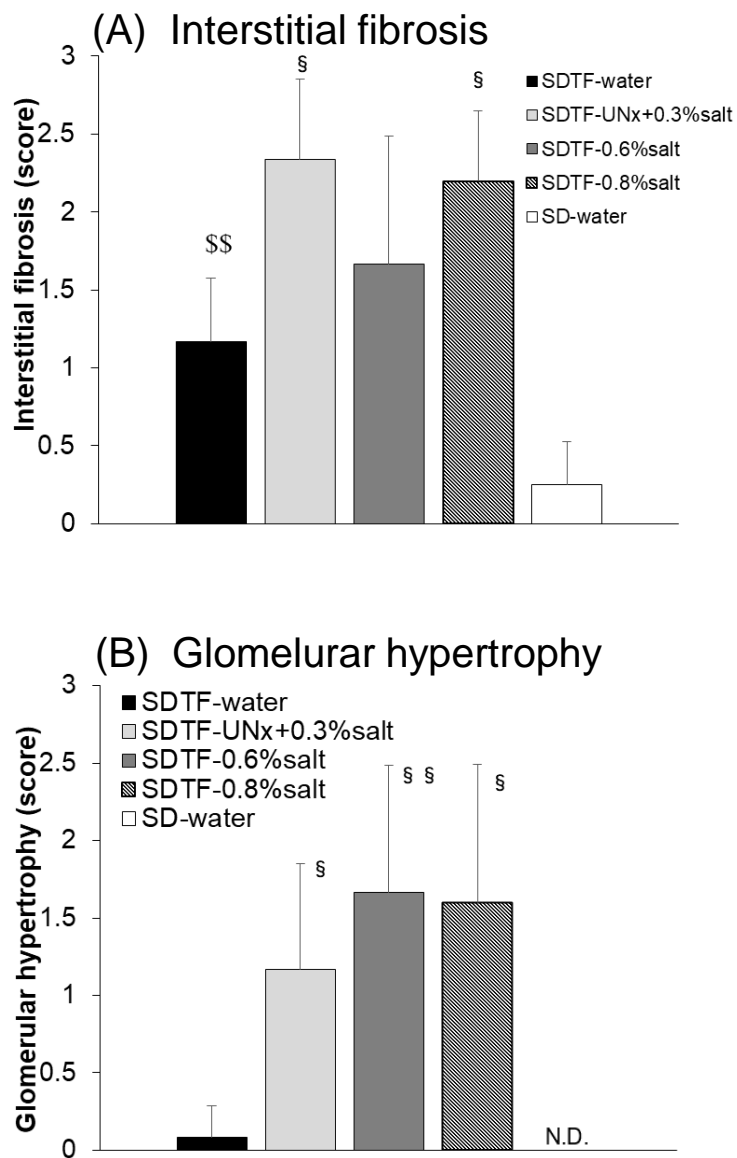 (A) Interstitial fibrosis
Interstitial fibrosis (score)
3
2.5
2
1.5
1
0.5
0
$$
§
§
SDTF-water
SDTF-UNx+0.3%salt
SDTF-0.6%salt
SDTF-0.8%salt
SD-water
(B) Glomelurar hypertrophy
Glomerular hypertrophy (score)
3
2.5
2
1.5
1
0.5
0
SDTF-water
SDTF-UNx+0.3%salt
SDTF-0.6%salt
SDTF-0.8%salt
SD-water
§
§ §
§
N.D.